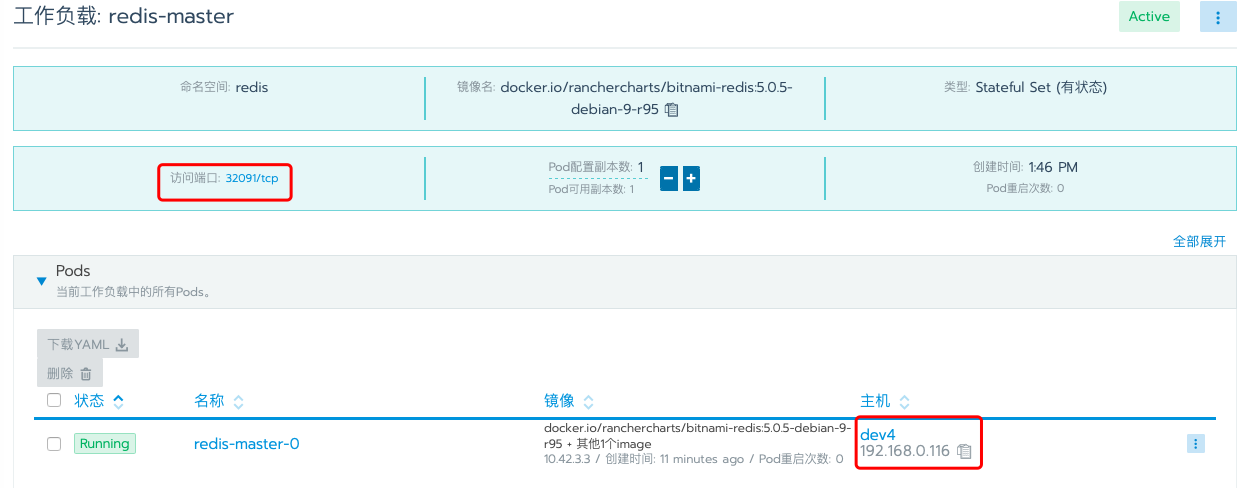 工作负载: redis-master
Active
命名空间: redis
镜像名: docker.io/ranchercharts/bitnami-redis:5.0.5-
debian-9-r95
类型: Stateful Set (有状态)
访问端口: 32091/tcp
Pod配置副本数: 1
Pod可用副本数: 1
创建时间: 1:46 PM
Pod重启次数: 0
全部展开
Pods
当前工作负载中的所有Pods。
下载YAML
删除
状态 名称 镜像 主机
Running redis-master-0
docker.io/ranchercharts/bitnami-redis:5.0.5-debian-9-
r95 + 其他1个image
10.42.3.3 / 创建时间: 11 minutes ago / Pod重启次数: 0
dev4
192.168.0.116